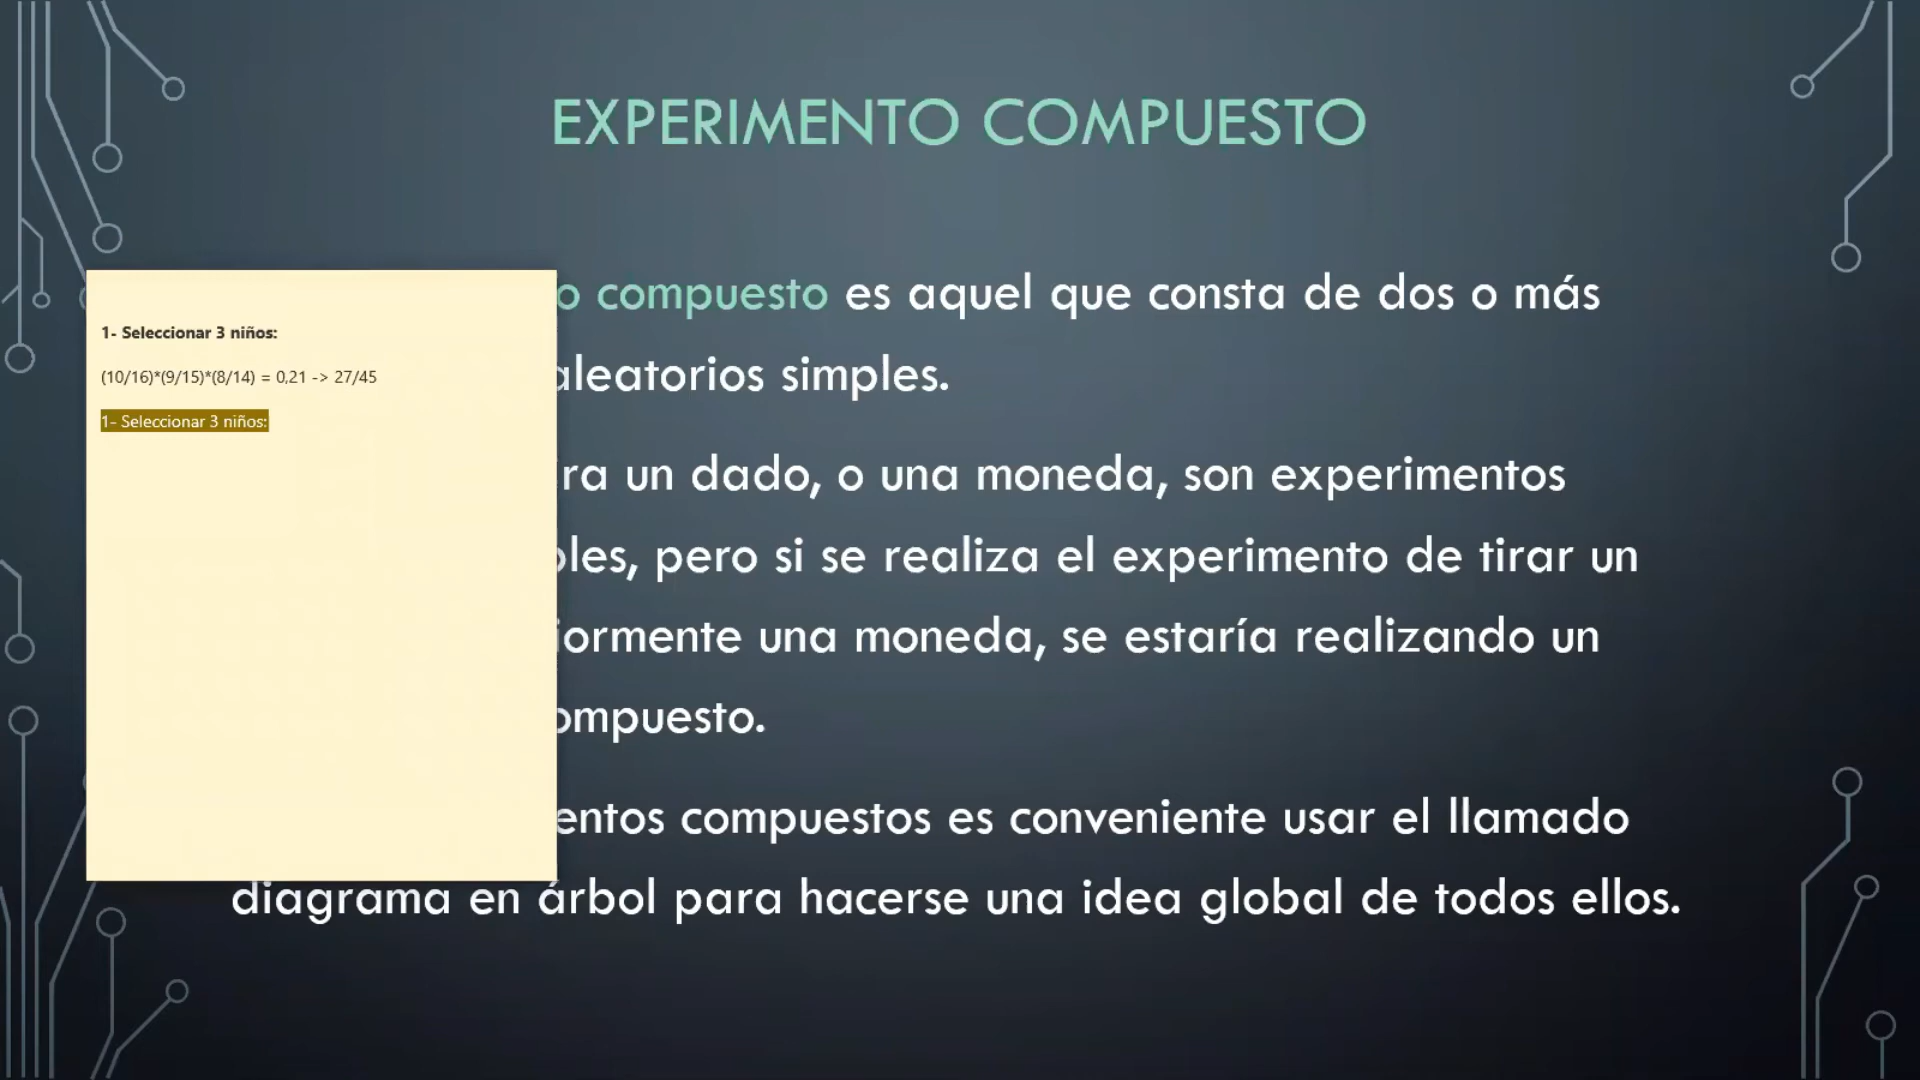 EXPERIMENTO COMPUESTO
1- Seleccionar 3 niños:
(10/16)*(9/15)*(8/14) = 0,21 -> 27/45
1- Seleccionar 3 niños:
o compuesto es aquel que consta de dos o más
aleatorios simples.
ra un dado, o una moneda, son experimentos
ples, pero si se realiza el experimento de tirar un
iormente una moneda, se estaría realizando un
ompuesto.
entos compuestos es conveniente usar el llamado
diagrama en árbol para hacerse una idea global de todos ellos.